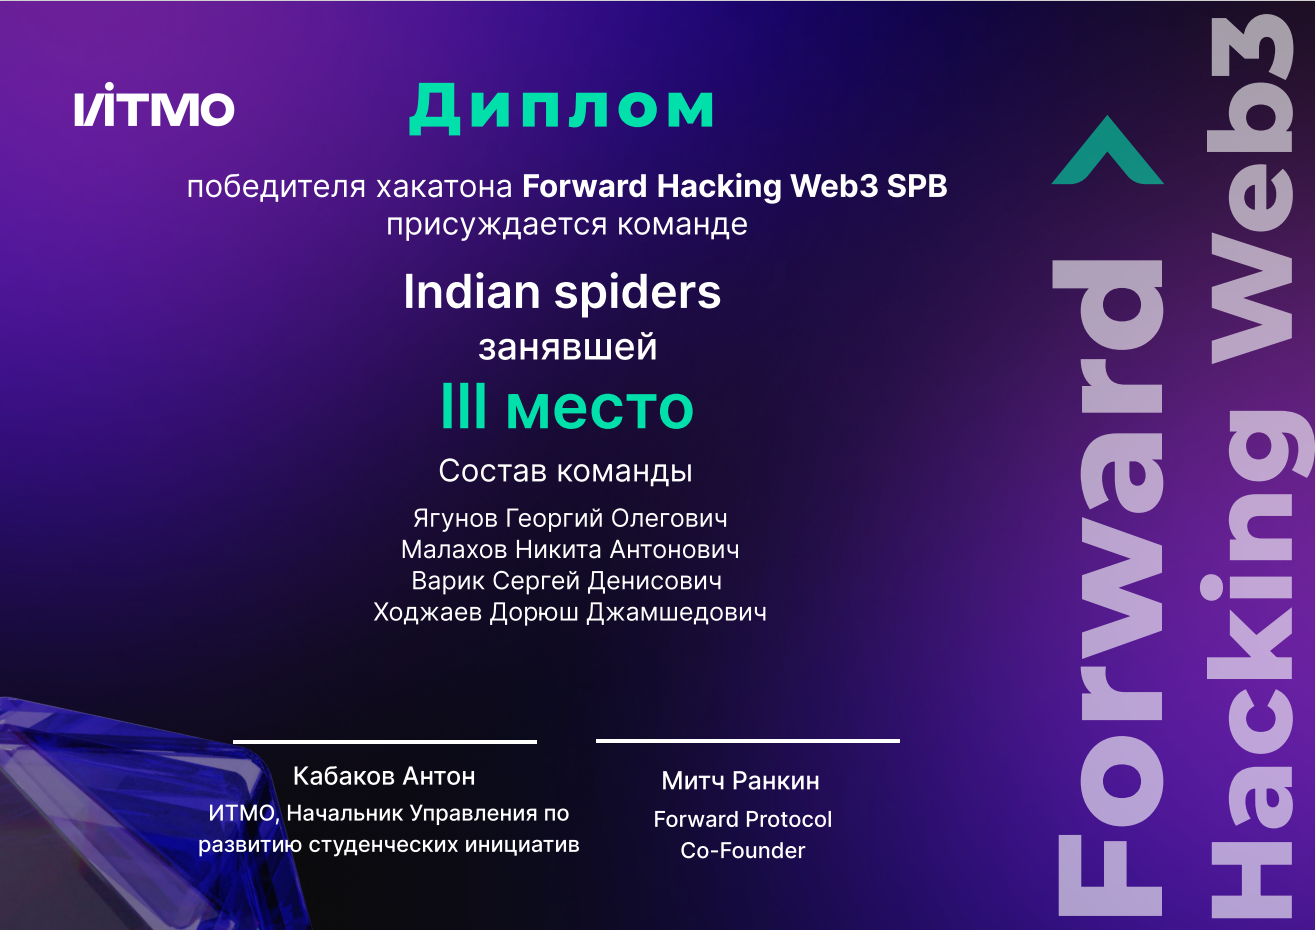 ИТМО
Диплом
победителя хакатона Forward Hacking Web3 SPB
присуждается команде
Indian spiders
занявшей
III место
Состав команды
Ягунов Георгий Олегович
Малахов Никита Антонович
Варик Сергей Денисович
Ходжаев Дорюш Джамшедович
Кабаков Антон
ИТМО, Начальник Управления по
развитию студенческих инициатив
Митч Ранкин
Forward Protocol
Co-Founder
Forward >
Hacking Web3